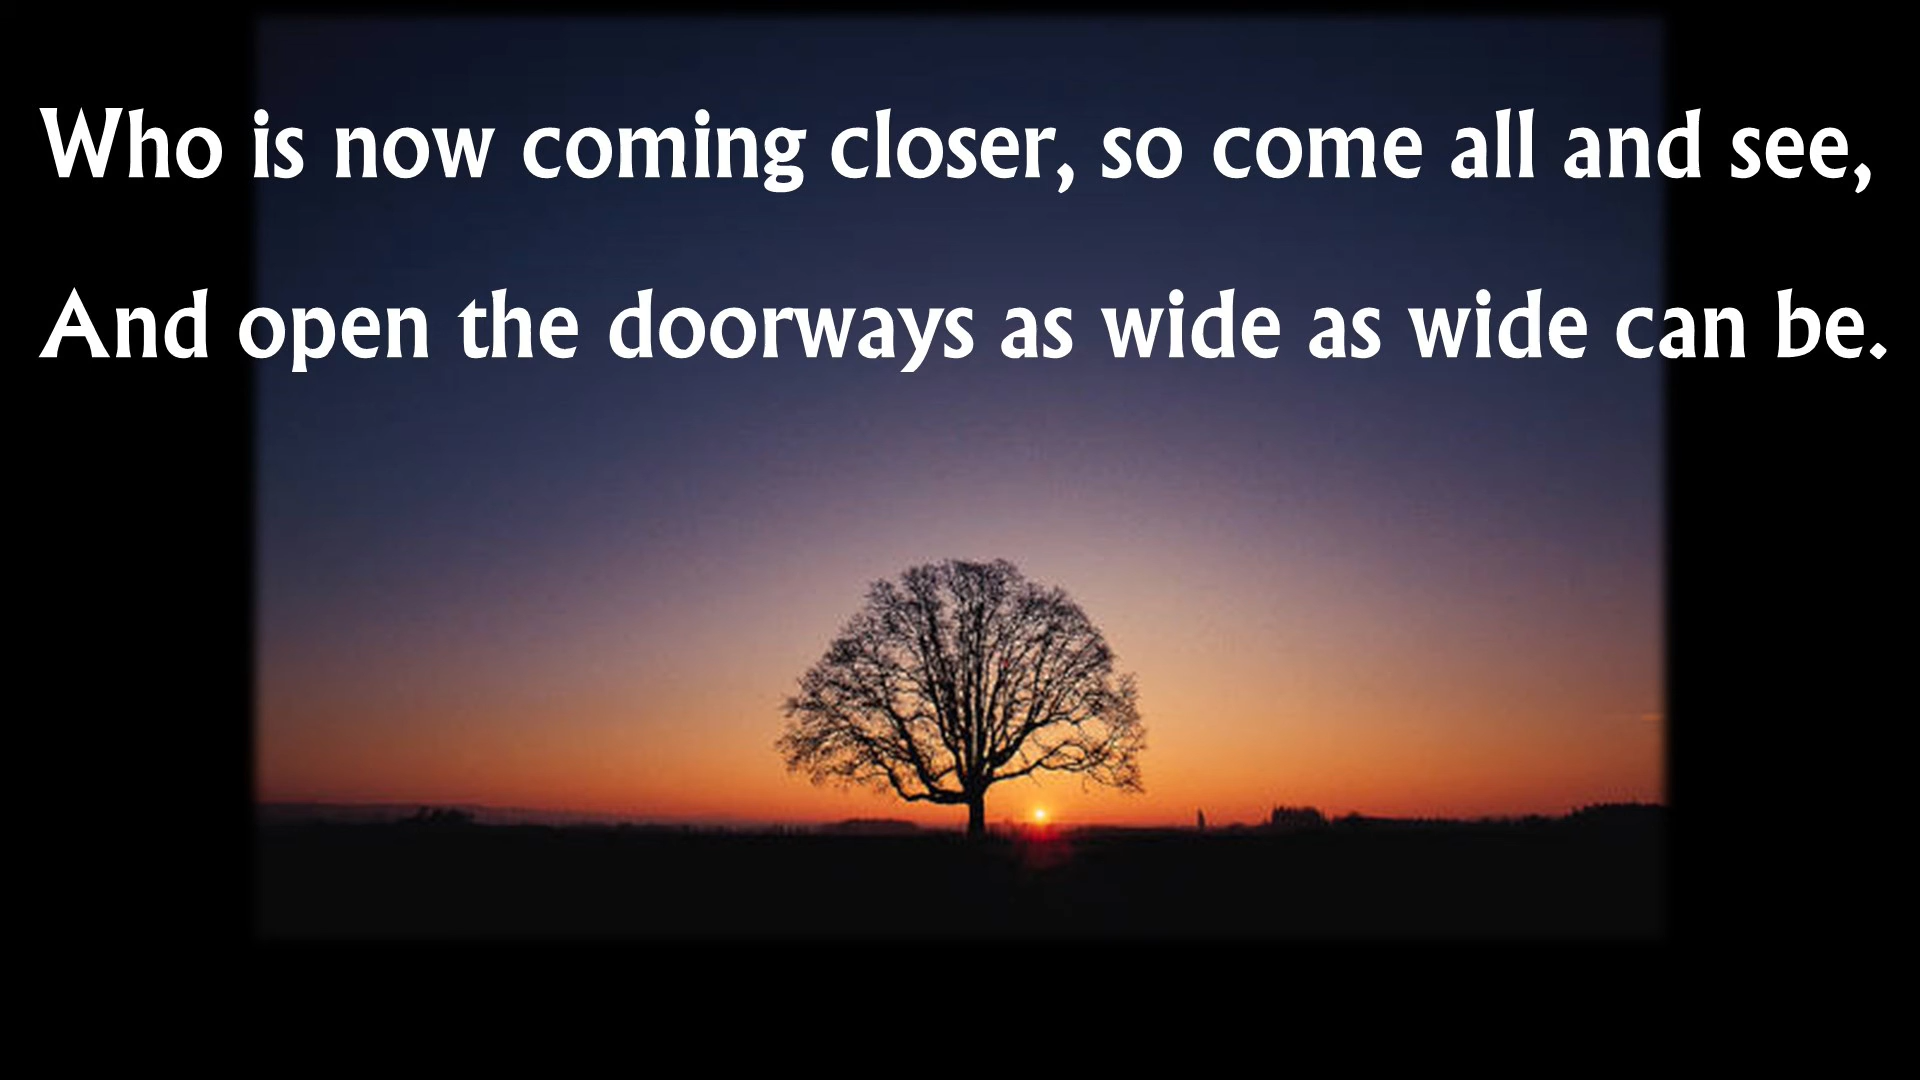 Who is now coming closer, so come all and see,
And open the doorways as wide as wide can be.